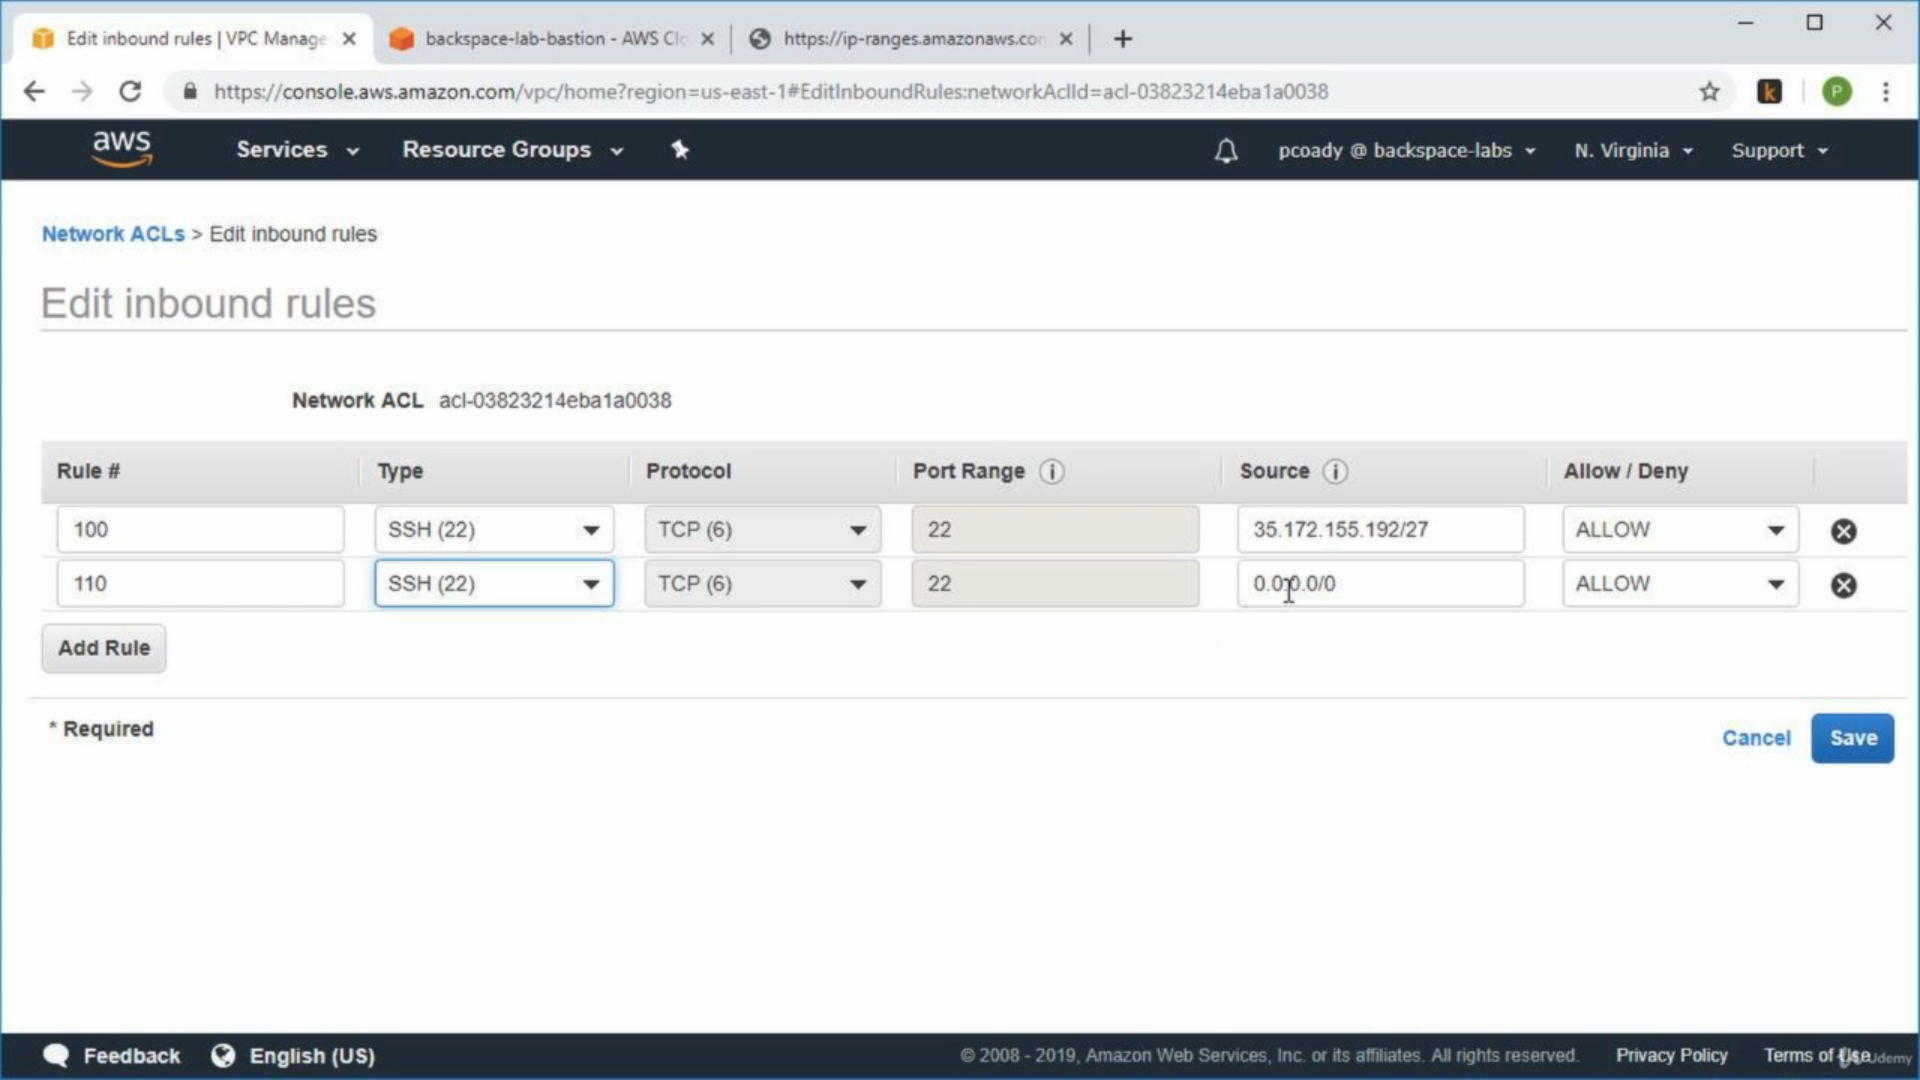 Edit inbound rules | VPC Manage
backspace-lab-bastion - AWS Clo
https://ip-ranges.amazonaws.con
https://console.aws.amazon.com/vpc/home?region=us-east-1#EditInboundRules:networkAclId=acl-03823214eba1a0038
k
P
aws
Services
Resource Groups
pcoady @ backspace-labs
N. Virginia
Support
Network ACLs > Edit inbound rules
Edit inbound rules
Network ACL acl-03823214eba1a0038
Rule # Type Protocol Port Range Source Allow / Deny
100 SSH (22) TCP (6) 22 35.172.155.192/27 ALLOW
110 SSH (22) TCP (6) 22 0.0.0.0/0 ALLOW
Add Rule
* Required
Cancel
Save
Feedback
English (US)
© 2008 - 2019, Amazon Web Services, Inc. or its affiliates. All rights reserved.
Privacy Policy
Terms of Use
Udemy